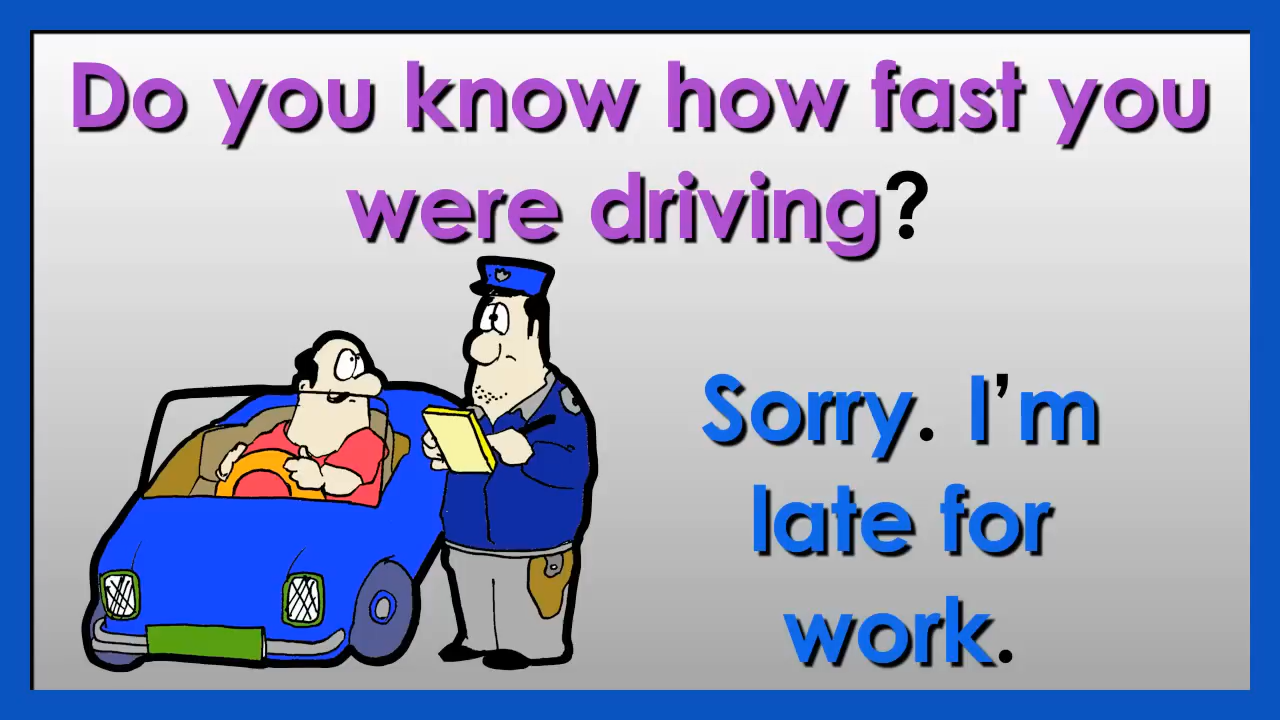 Do you know how fast you
were driving?
Sorry. I'm
late for
work.